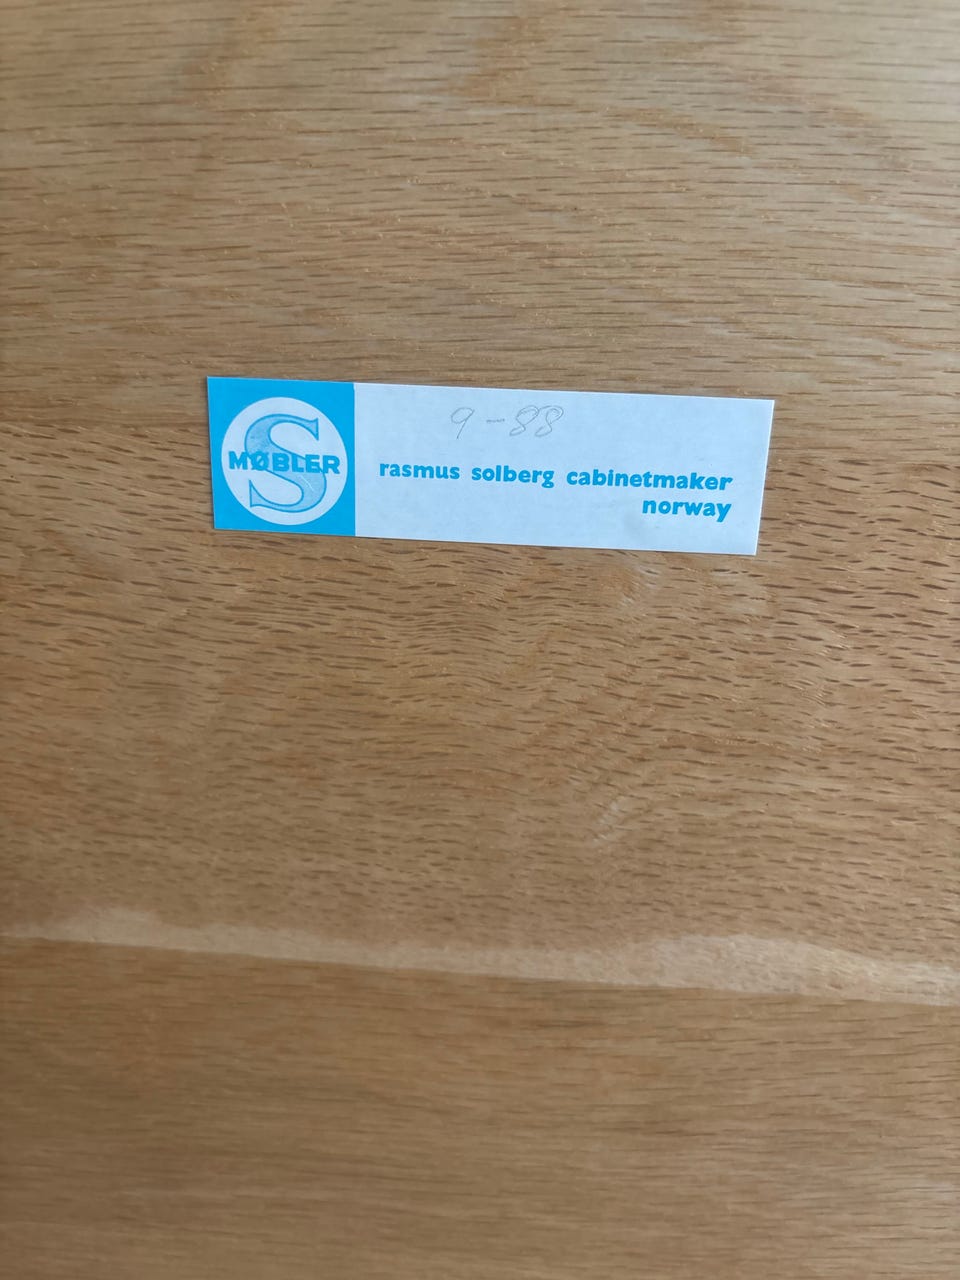 S
MØBLER
9-88
rasmus solberg cabinetmaker
norway